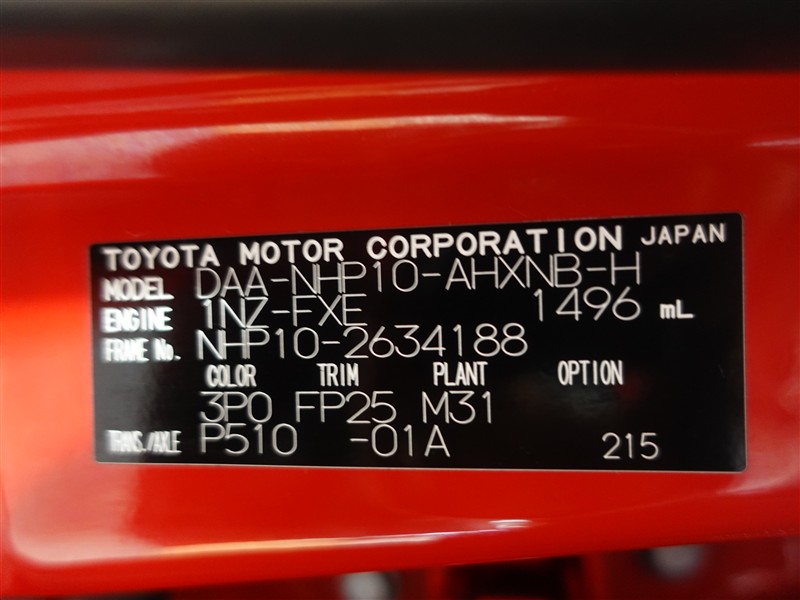 TOYOTA MOTOR CORPORATION JAPAN
MODEL DAA-NHP10-AHXNB-H
ENGINE 1NZ-FXE 1496 mL
FRAME No. NHP10-2634188
COLOR TRIM PLANT OPTION
3P0 FP25 M31
TRANS./AXLE P510 -01A 215